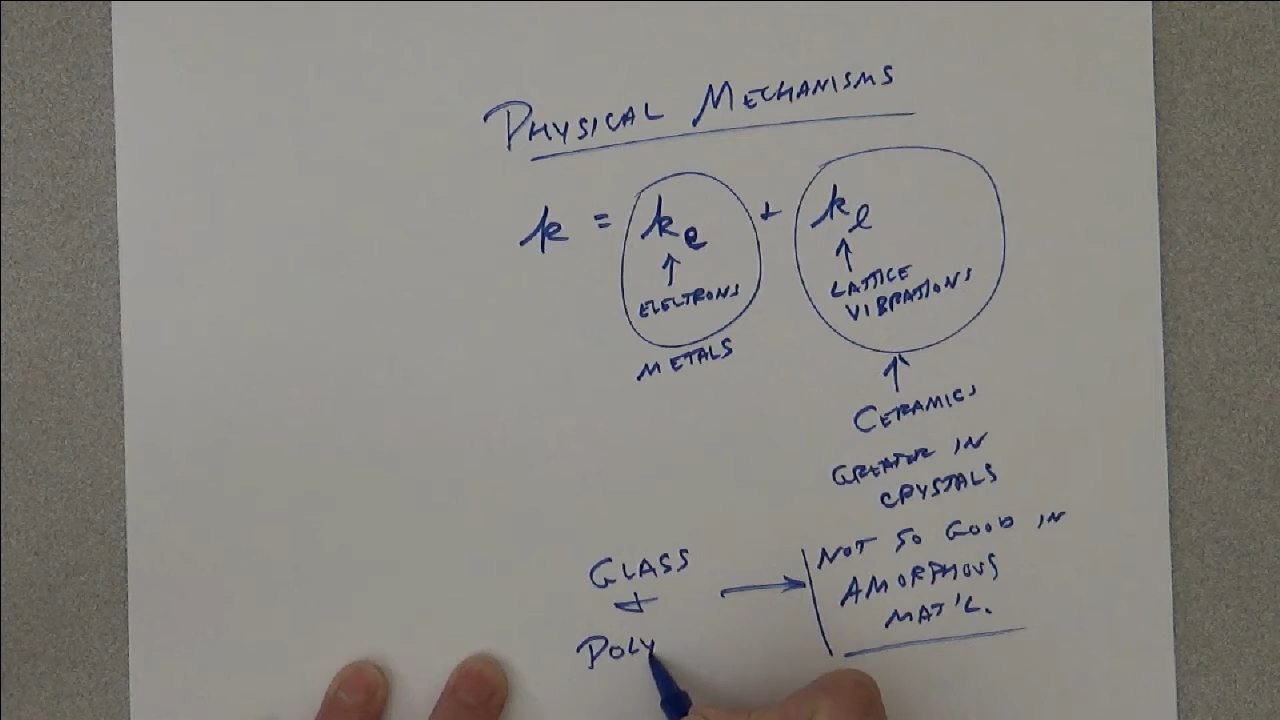 PHYSICAL MECHANISMS
k = ke + kl
ELECTRONS
LATTICE
VIBRATIONS
METALS
CERAMICS
GREATER IN
CRYSTALS
NOT SO GOOD IN
AMORPHOUS
MAT'L.
GLASS
+
POLY